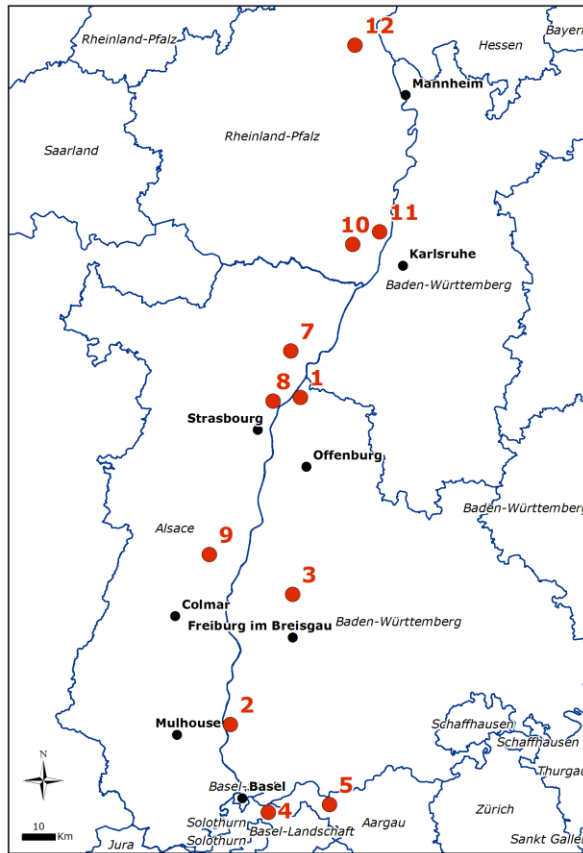 12
Rheinland-Pfalz
Hessen
Bayer
Mannheim
Rheinland-Pfalz
Saarland
10
11
Karlsruhe
Baden-Württemberg
7
8
1
Strasbourg
Offenburg
Baden-Württemberg
Alsace
9
3
Colmar
Freiburg im Breisgau
Baden-Württemberg
2
Mulhouse
Schaffhausen
Schaffhausen
Thurgau
Basel-
Basel
5
4
Solothurn
Basel-Landschaft
Aargau
Zürich
Solothurn
Jura
Sankt Galle
N
10
Km